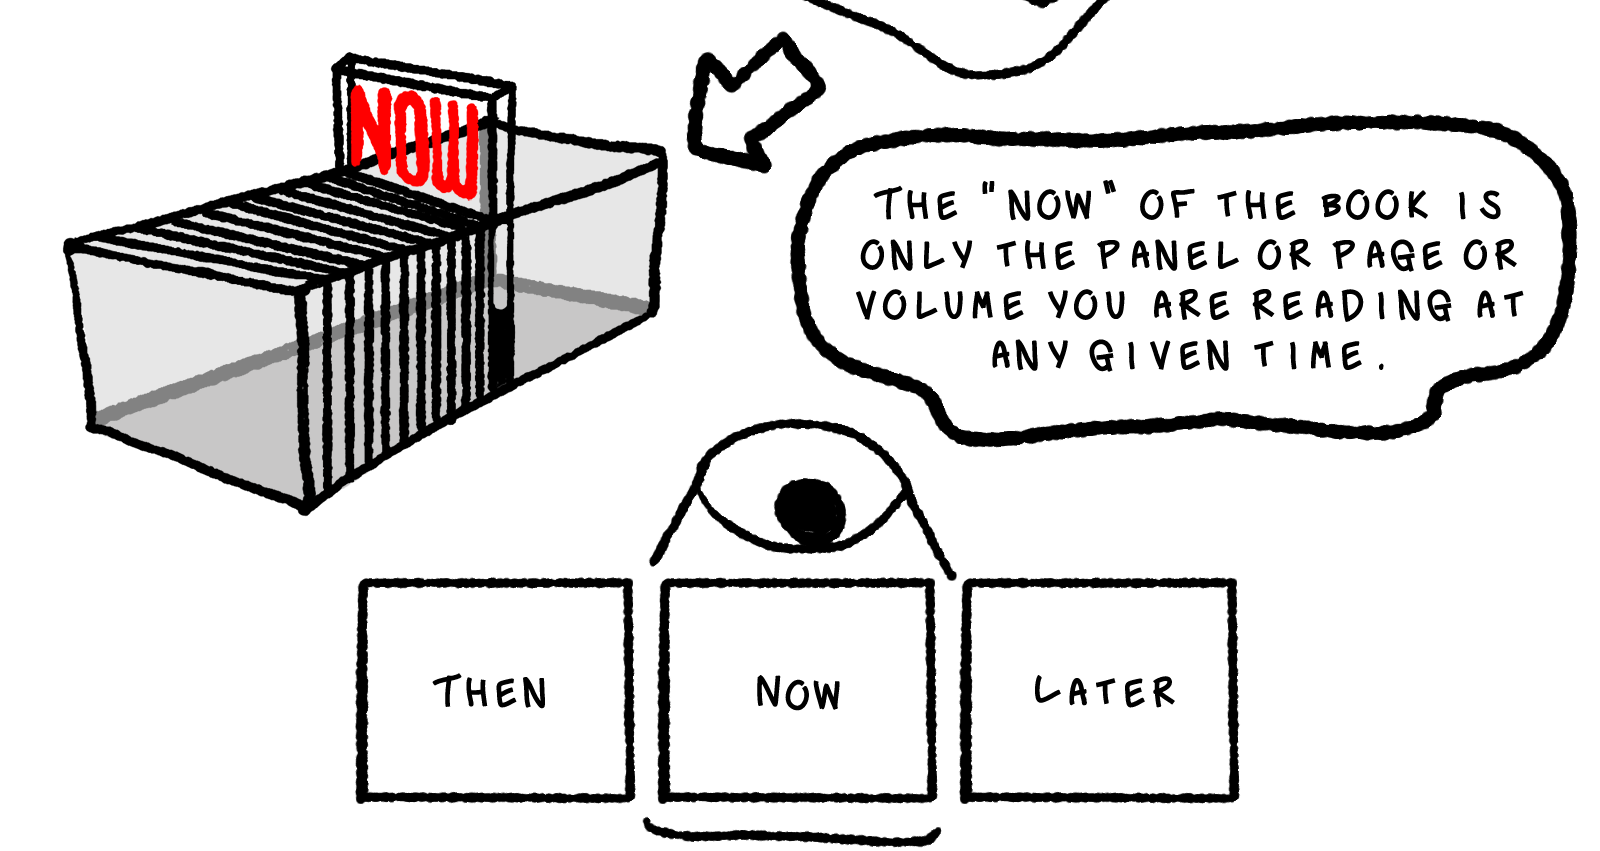 NOW
THE "NOW" OF THE BOOK IS
ONLY THE PANEL OR PAGE OR
VOLUME YOU ARE READING AT
ANY GIVEN TIME.
THEN
NOW
LATER